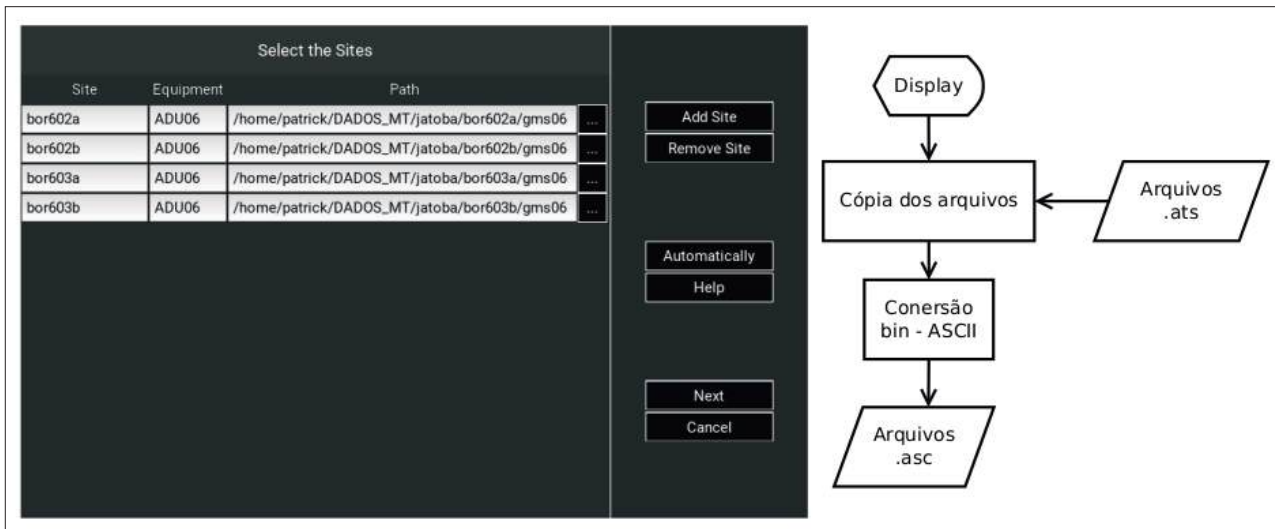 Select the Sites
Site Equipment Path
bor602a ADU06 /home/patrick/DADOS_MT/jatoba/bor602a/gms06 ...
bor602b ADU06 /home/patrick/DADOS_MT/jatoba/bor602b/gms06 ...
bor603a ADU06 /home/patrick/DADOS_MT/jatoba/bor603a/gms06 ...
bor603b ADU06 /home/patrick/DADOS_MT/jatoba/bor603b/gms06 ...
Add Site
Remove Site
Automatically
Help
Next
Cancel
Display
Cópia dos arquivos
Arquivos
.ats
Conersão
bin - ASCII
Arquivos
.asc